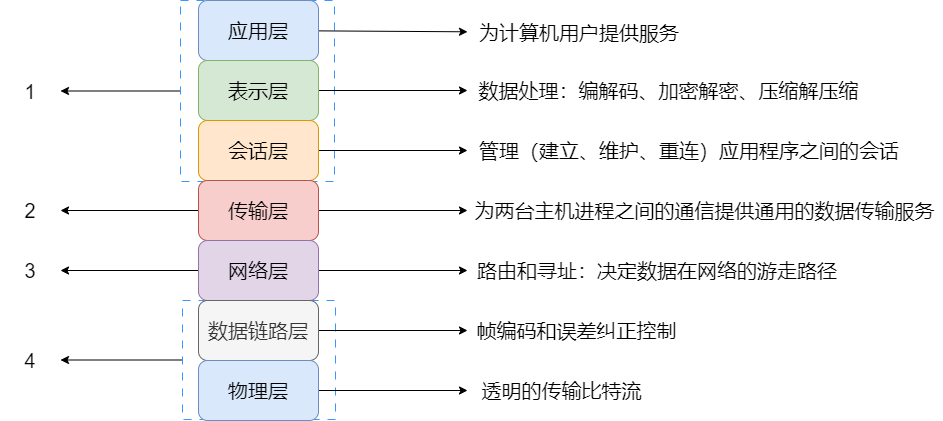 应用层
为计算机用户提供服务
1
表示层
数据处理：编解码、加密解密、压缩解压缩
会话层
管理（建立、维护、重连）应用程序之间的会话
2
传输层
为两台主机进程之间的通信提供通用的数据传输服务
3
网络层
路由和寻址：决定数据在网络的游走路径
数据链路层
帧编码和误差纠正控制
4
物理层
透明的传输比特流